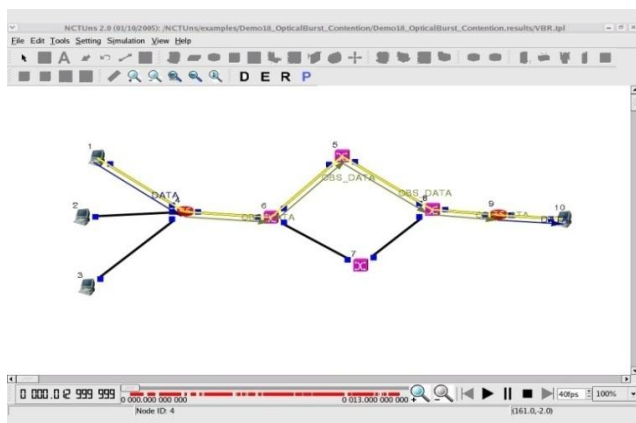 NCTUns 2.0 (01/10/2005): /NCTUns/examples/Demo18_OpticalBurst_Contention/Demo18_OpticalBurst_Contention.results/VBR.tpl
File Edit Tools Setting Simulation View Help
A D E R P
1
5
OBS_DATA
DATA
4
6
OBS_DATA
2
8
9
10
7
3
0 000.012 999 999
0 000.000 000 000
0 013.000 000 000
40fps
100%
Node ID: 4
(161.0,-2.0)